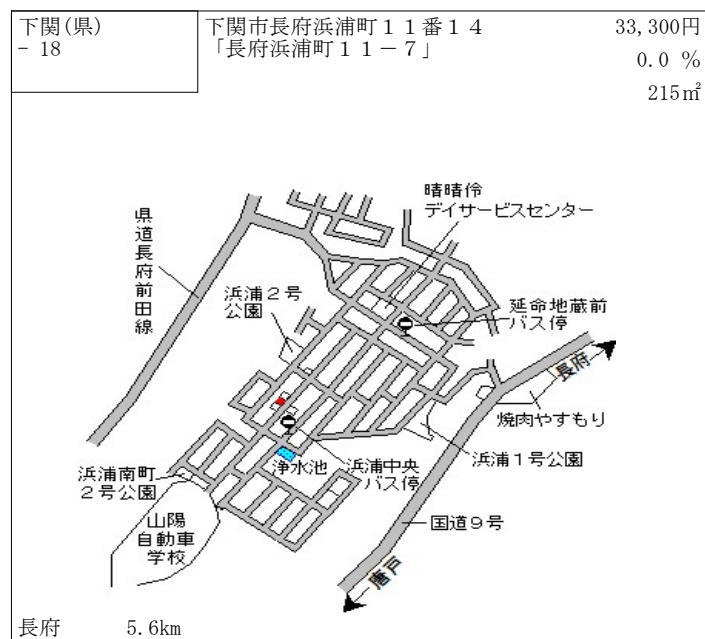 下関(県)
- 18
下関市長府浜浦町１１番１４
「長府浜浦町１１－７」
33,300円
0.0 %
215㎡
晴晴伶
デイサービスセンター
県道長府前田線
浜浦２号
公園
延命地蔵前
バス停
長府
焼肉やすもり
浜浦１号公園
浄水池
浜浦中央
バス停
浜浦南町
２号公園
山陽
自動車
学校
国道９号
唐戸
長府 5.6km